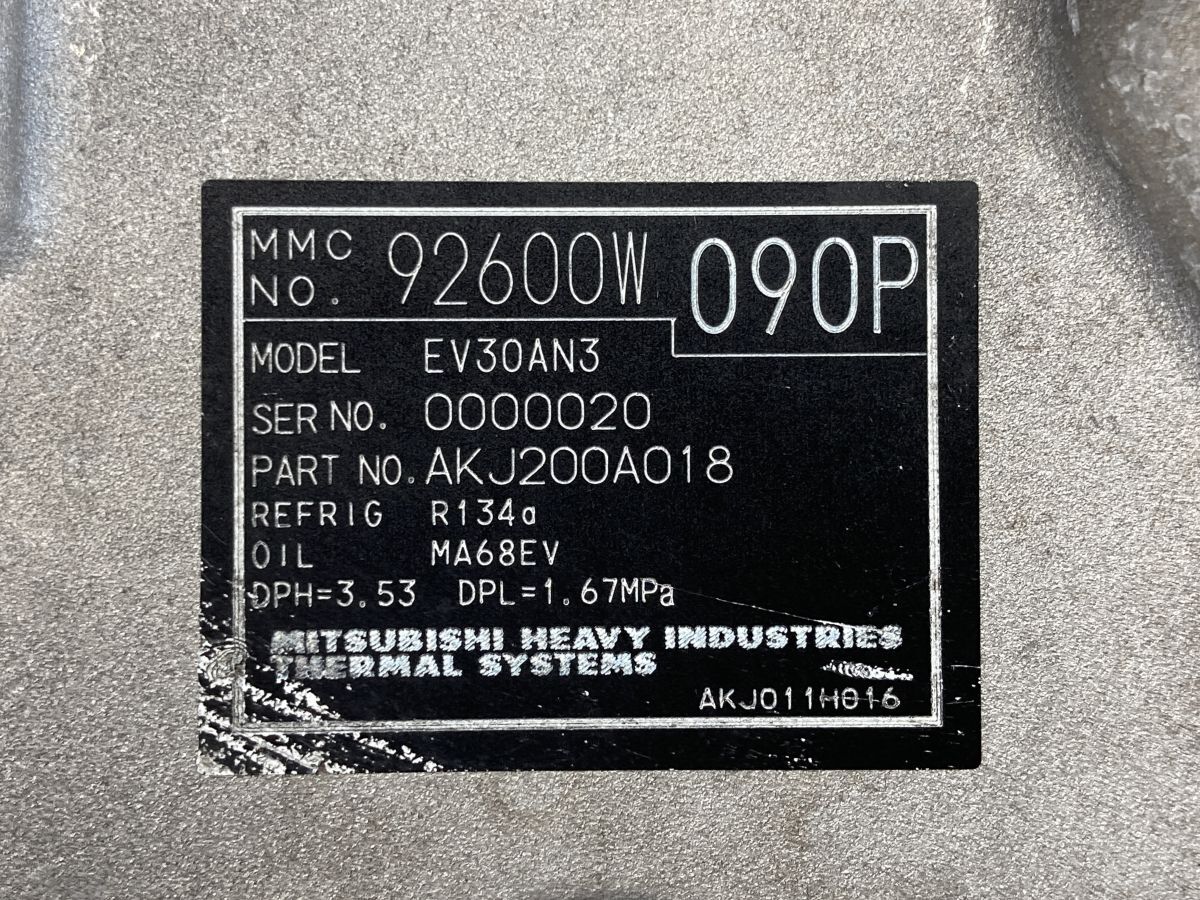 MMC NO. 92600W 090P
MODEL EV30AN3
SER NO. 0000020
PART NO. AKJ200A018
REFRIG R134a
OIL MA68EV
DPH=3.53 DPL=1.67MPa
MITSUBISHI HEAVY INDUSTRIES
THERMAL SYSTEMS
AKJ011H016